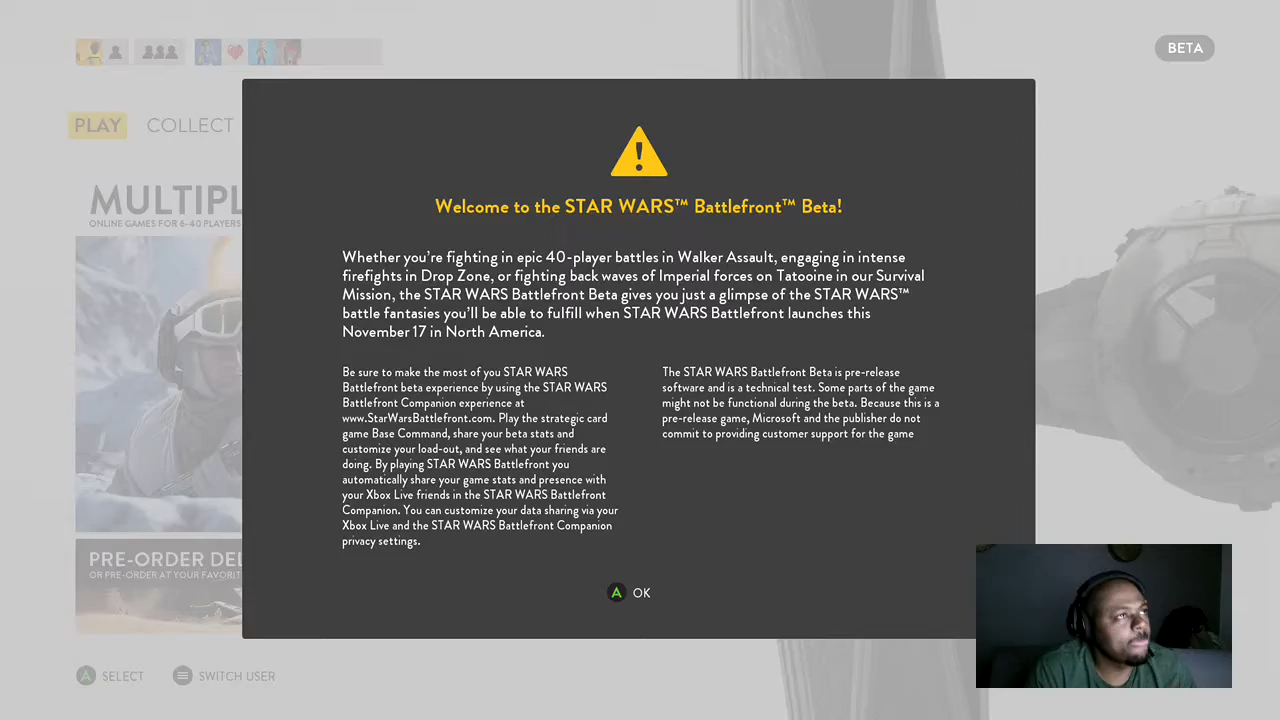 BETA
PLAY COLLECT
MULTIPL
ONLINE GAMES FOR 6-40 PLAYERS
Welcome to the STAR WARS™ Battlefront™ Beta!
Whether you're fighting in epic 40-player battles in Walker Assault, engaging in intense
firefights in Drop Zone, or fighting back waves of Imperial forces on Tatooine in our Survival
Mission, the STAR WARS Battlefront Beta gives you just a glimpse of the STAR WARS™
battle fantasies you'll be able to fulfill when STAR WARS Battlefront launches this
November 17 in North America.
Be sure to make the most of you STAR WARS
Battlefront beta experience by using the STAR WARS
Battlefront Companion experience at
www.StarWarsBattlefront.com. Play the strategic card
game Base Command, share your beta stats and
customize your load-out, and see what your friends are
doing. By playing STAR WARS Battlefront you
automatically share your game stats and presence with
your Xbox Live friends in the STAR WARS Battlefront
Companion. You can customize your data sharing via your
Xbox Live and the STAR WARS Battlefront Companion
privacy settings.
The STAR WARS Battlefront Beta is pre-release
software and is a technical test. Some parts of the game
might not be functional during the beta. Because this is a
pre-release game, Microsoft and the publisher do not
commit to providing customer support for the game
PRE-ORDER DEL
OR PRE-ORDER AT YOUR FAVORIT
A OK
A SELECT SWITCH USER